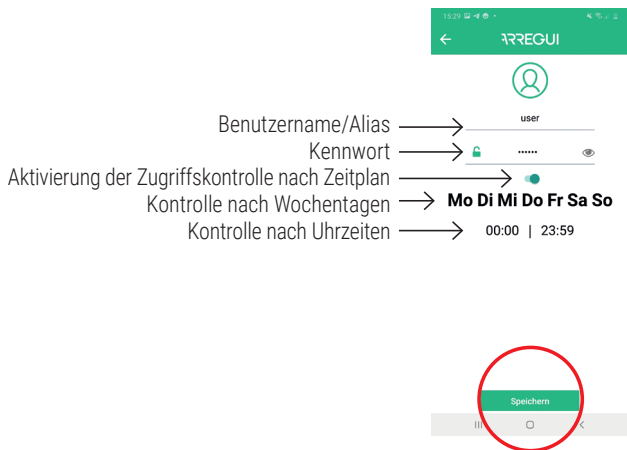 15:29
ARREGUI
user
Benutzername/Alias
Kennwort
······
Aktivierung der Zugriffskontrolle nach Zeitplan
Kontrolle nach Wochentagen
Mo Di Mi Do Fr Sa So
Kontrolle nach Uhrzeiten
00:00 | 23:59
Speichern